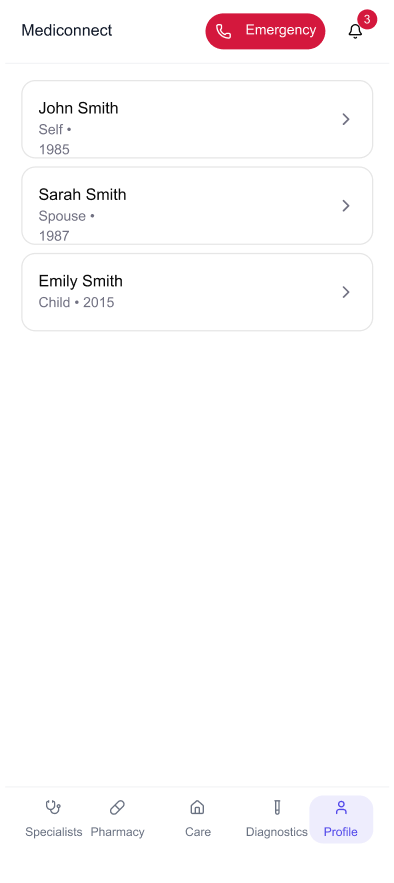 Mediconnect
Emergency
3
John Smith
Self •
1985
Sarah Smith
Spouse •
1987
Emily Smith
Child • 2015
Specialists
Pharmacy
Care
Diagnostics
Profile